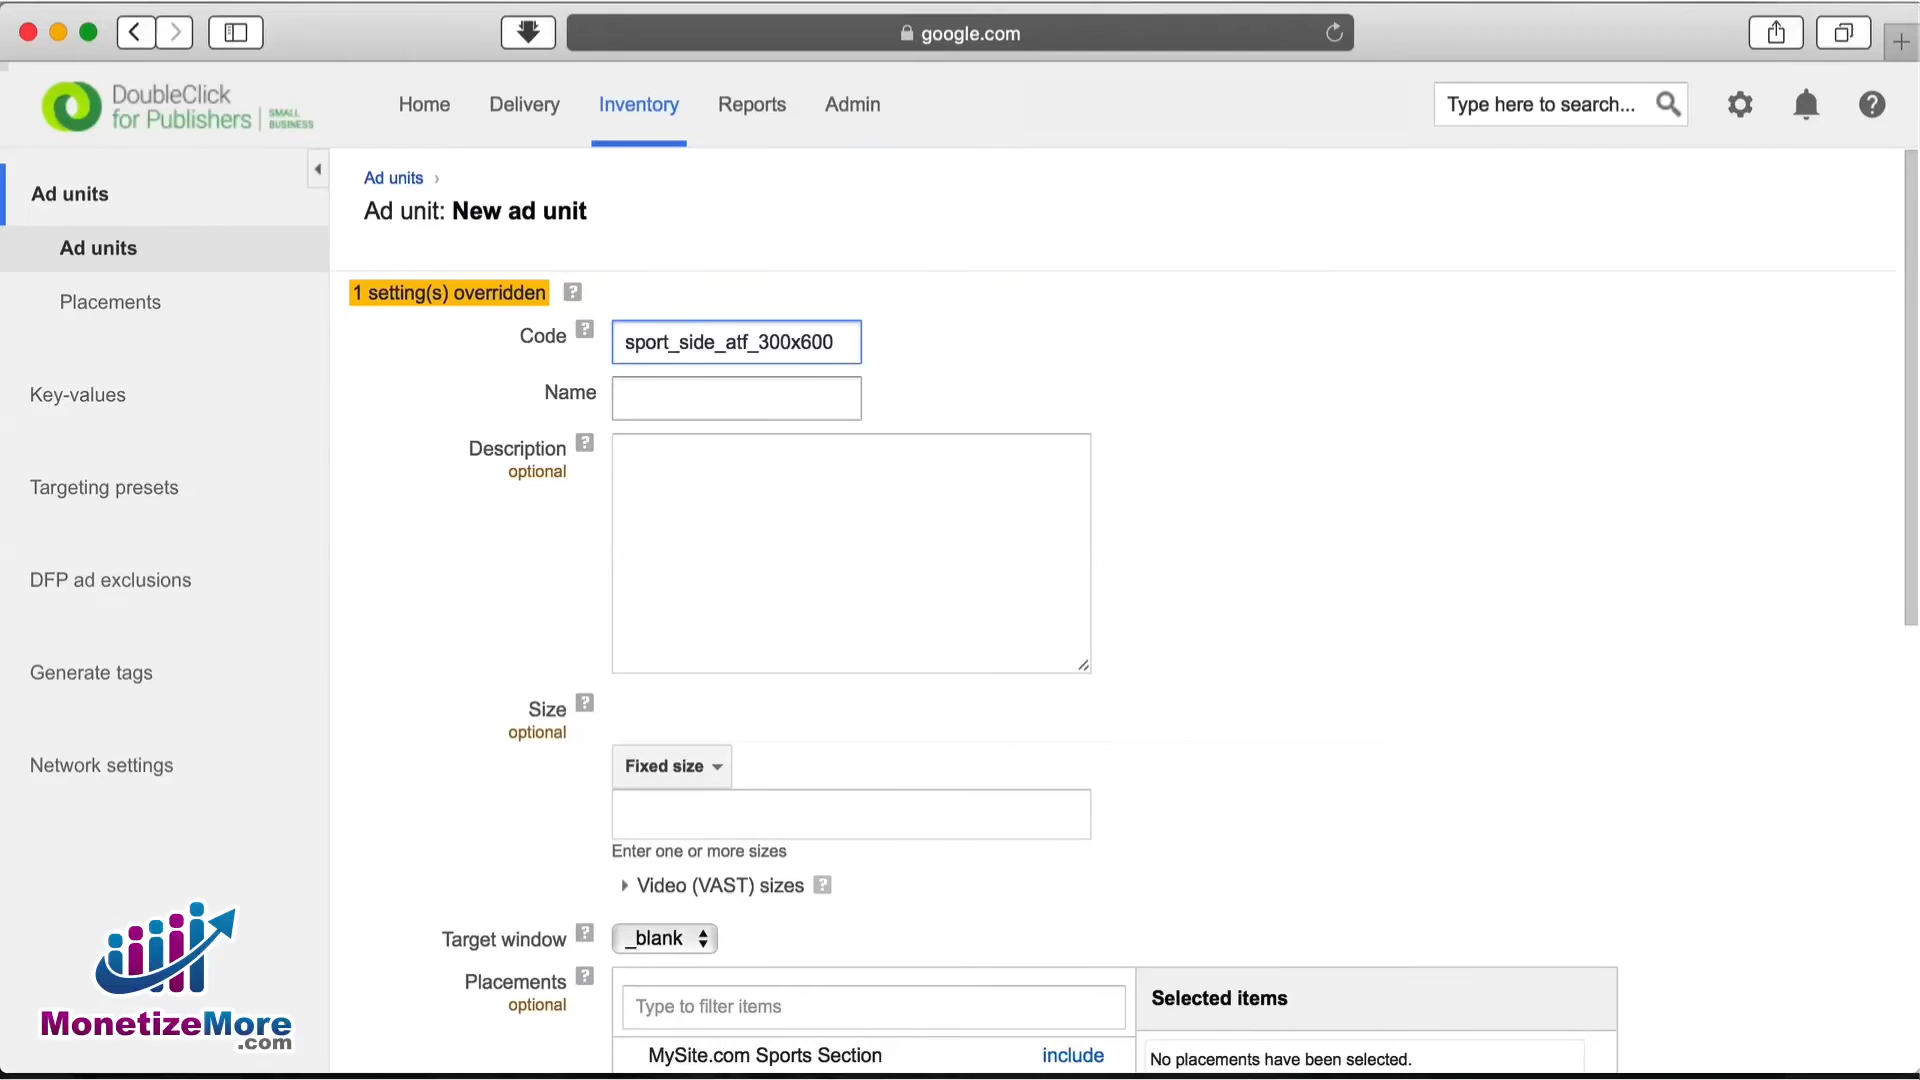 google.com
DoubleClick
for Publishers
SMALL
BUSINESS
Home
Delivery
Inventory
Reports
Admin
Type here to search...
Ad units
Ad units
Placements
Key-values
Targeting presets
DFP ad exclusions
Generate tags
Network settings
MonetizeMore
.com
Ad units ›
Ad unit: New ad unit
1 setting(s) overridden ?
Code ? sport_side_atf_300x600
Name
Description ?
optional
Size ?
optional
Fixed size
Enter one or more sizes
Video (VAST) sizes ?
Target window ? _blank
Placements ?
optional
Type to filter items
MySite.com Sports Section include
Selected items
No placements have been selected.